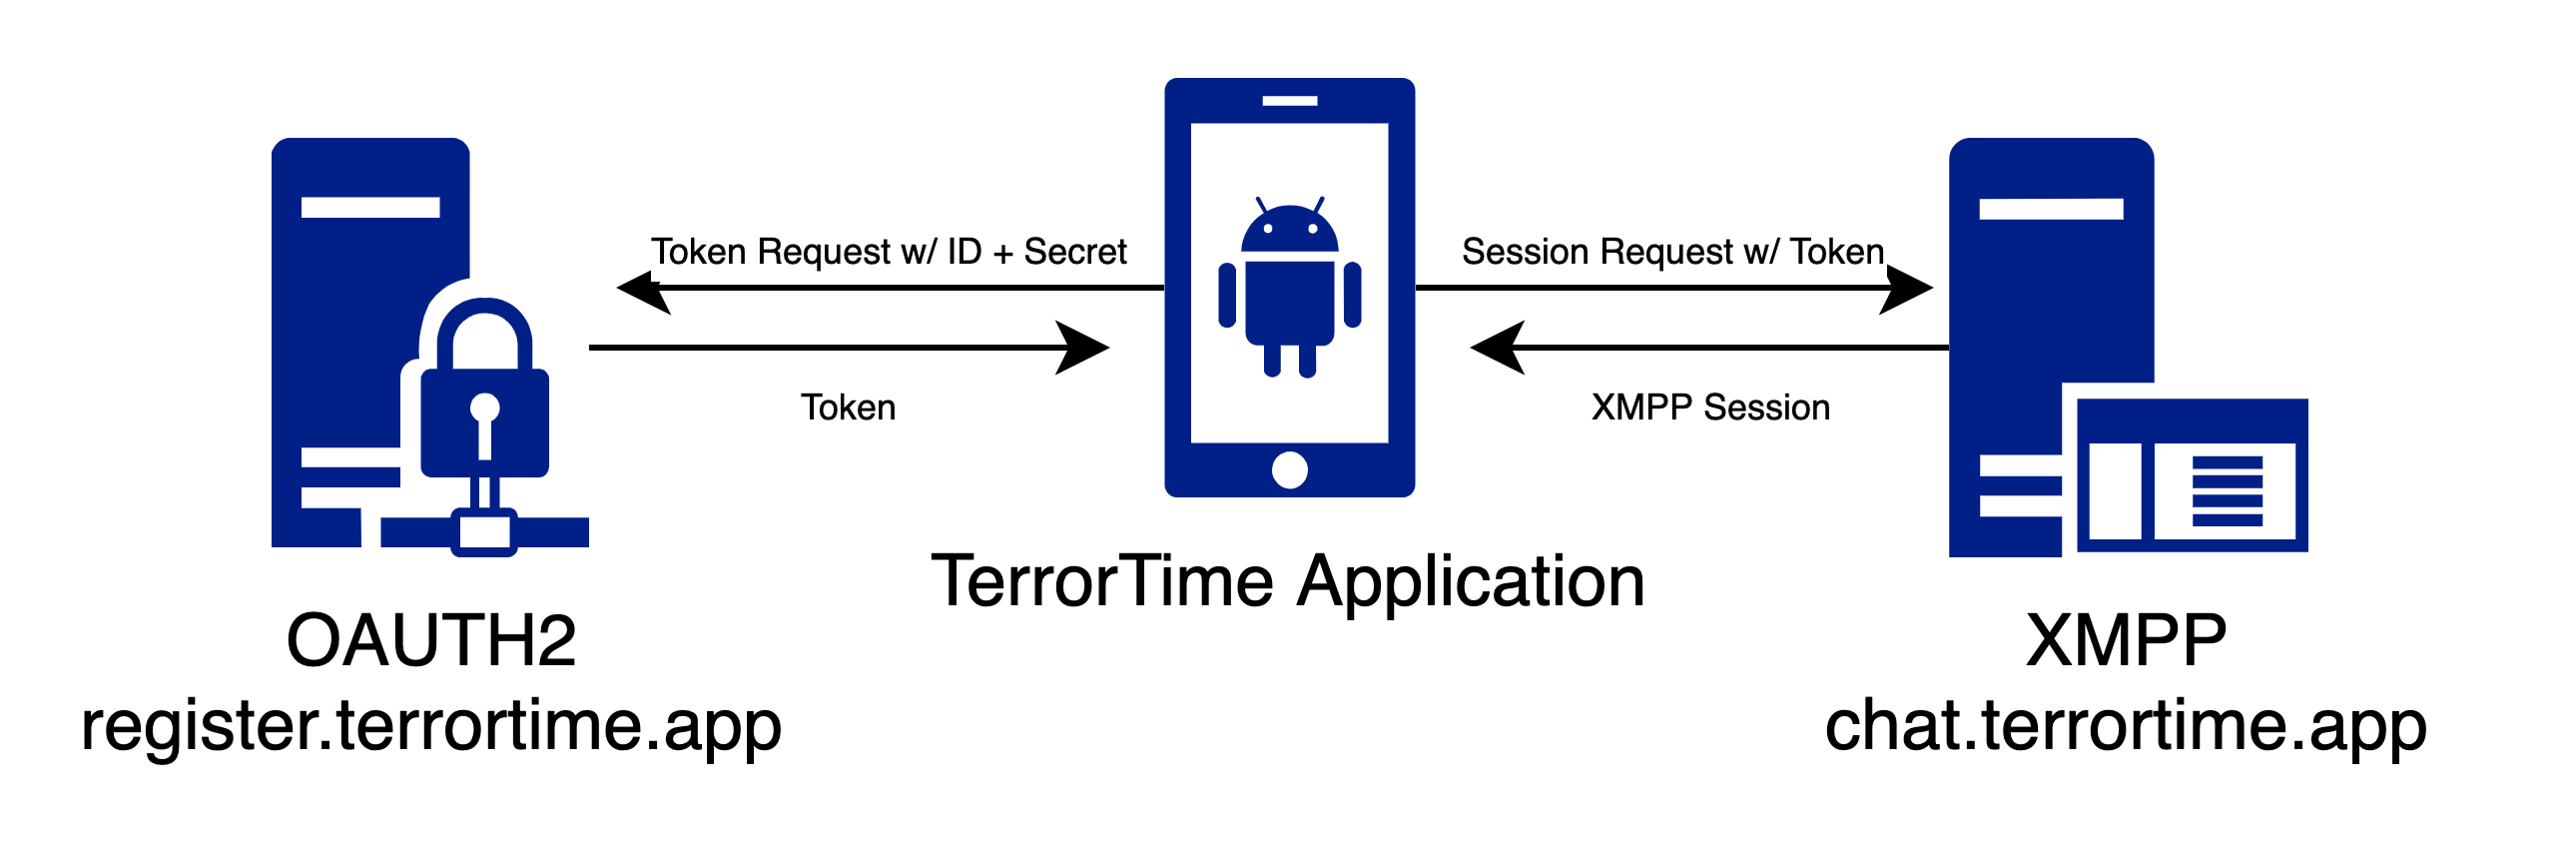 Token Request w/ ID + Secret
Token
OAUTH2
register.terrortime.app
TerrorTime Application
Session Request w/ Token
XMPP Session
XMPP
chat.terrortime.app